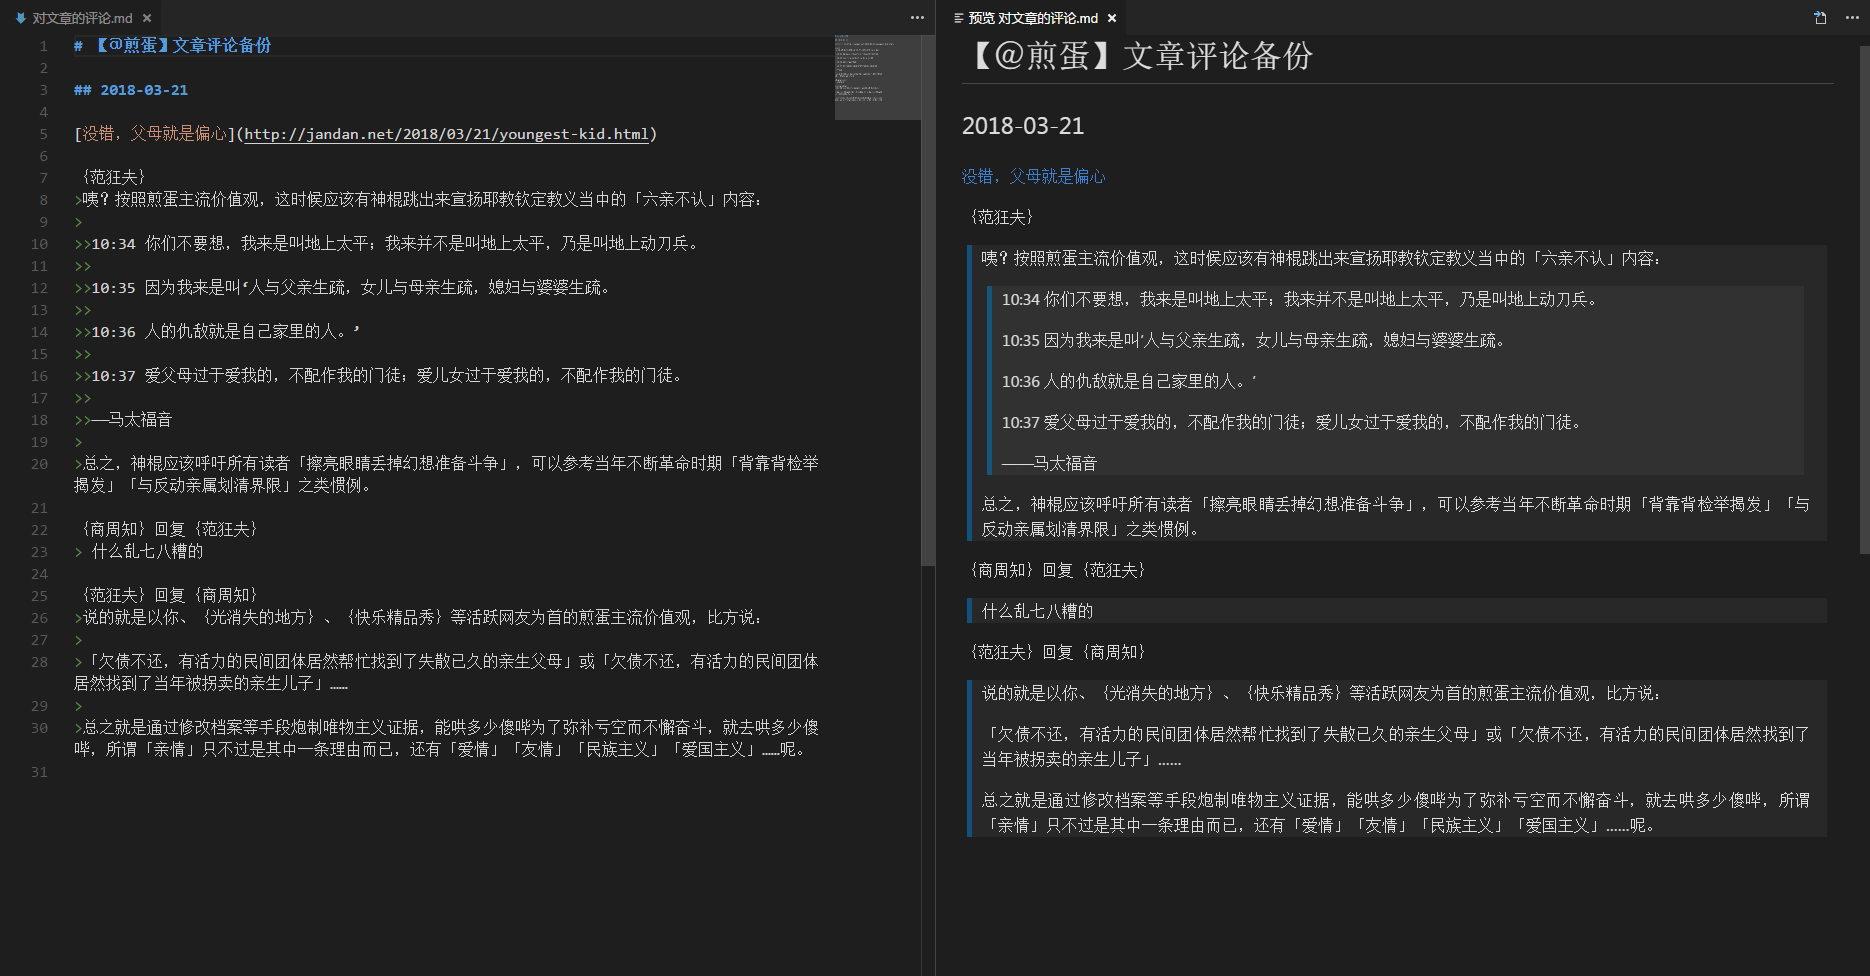 对文章的评论.md
1 # 【@煎蛋】文章评论备份
2
3 ## 2018-03-21
4
5 [没错，父母就是偏心](http://jandan.net/2018/03/21/youngest-kid.html)
6
7 ｛范狂夫｝
8 >咦？按照煎蛋主流价值观，这时候应该有神棍跳出来宣扬耶教钦定教义当中的「六亲不认」内容：
9 >
10 >>10:34 你们不要想，我来是叫地上太平；我来并不是叫地上太平，乃是叫地上动刀兵。
11 >>
12 >>10:35 因为我来是叫‘人与父亲生疏，女儿与母亲生疏，媳妇与婆婆生疏。
13 >>
14 >>10:36 人的仇敌就是自己家里的人。’
15 >>
16 >>10:37 爱父母过于爱我的，不配作我的门徒；爱儿女过于爱我的，不配作我的门徒。
17 >>
18 >>——马太福音
19 >
20 >总之，神棍应该呼吁所有读者「擦亮眼睛丢掉幻想准备斗争」，可以参考当年不断革命时期「背靠背检举
揭发」「与反动亲属划清界限」之类惯例。
21
22 ｛商周知｝回复｛范狂夫｝
23 > 什么乱七八糟的
24
25 ｛范狂夫｝回复｛商周知｝
26 >说的就是以你、｛光消失的地方｝、｛快乐精品秀｝等活跃网友为首的煎蛋主流价值观，比方说：
27 >
28 >「欠债不还，有活力的民间团体居然帮忙找到了失散已久的亲生父母」或「欠债不还，有活力的民间团体
居然找到了当年被拐卖的亲生儿子」……
29 >
30 >总之就是通过修改档案等手段炮制唯物主义证据，能哄多少傻哔为了弥补亏空而不懈奋斗，就去哄多少傻
哔，所谓「亲情」只不过是其中一条理由而已，还有「爱情」「友情」「民族主义」「爱国主义」……呢。
31
预览 对文章的评论.md
【@煎蛋】文章评论备份
2018-03-21
没错，父母就是偏心
｛范狂夫｝
咦？按照煎蛋主流价值观，这时候应该有神棍跳出来宣扬耶教钦定教义当中的「六亲不认」内容：
10:34 你们不要想，我来是叫地上太平；我来并不是叫地上太平，乃是叫地上动刀兵。
10:35 因为我来是叫‘人与父亲生疏，女儿与母亲生疏，媳妇与婆婆生疏。
10:36 人的仇敌就是自己家里的人。’
10:37 爱父母过于爱我的，不配作我的门徒；爱儿女过于爱我的，不配作我的门徒。
——马太福音
总之，神棍应该呼吁所有读者「擦亮眼睛丢掉幻想准备斗争」，可以参考当年不断革命时期「背靠背检举揭发」「与
反动亲属划清界限」之类惯例。
｛商周知｝回复｛范狂夫｝
什么乱七八糟的
｛范狂夫｝回复｛商周知｝
说的就是以你、｛光消失的地方｝、｛快乐精品秀｝等活跃网友为首的煎蛋主流价值观，比方说：
「欠债不还，有活力的民间团体居然帮忙找到了失散已久的亲生父母」或「欠债不还，有活力的民间团体居然找到了
当年被拐卖的亲生儿子」……
总之就是通过修改档案等手段炮制唯物主义证据，能哄多少傻哔为了弥补亏空而不懈奋斗，就去哄多少傻哔，所谓
「亲情」只不过是其中一条理由而已，还有「爱情」「友情」「民族主义」「爱国主义」……呢。